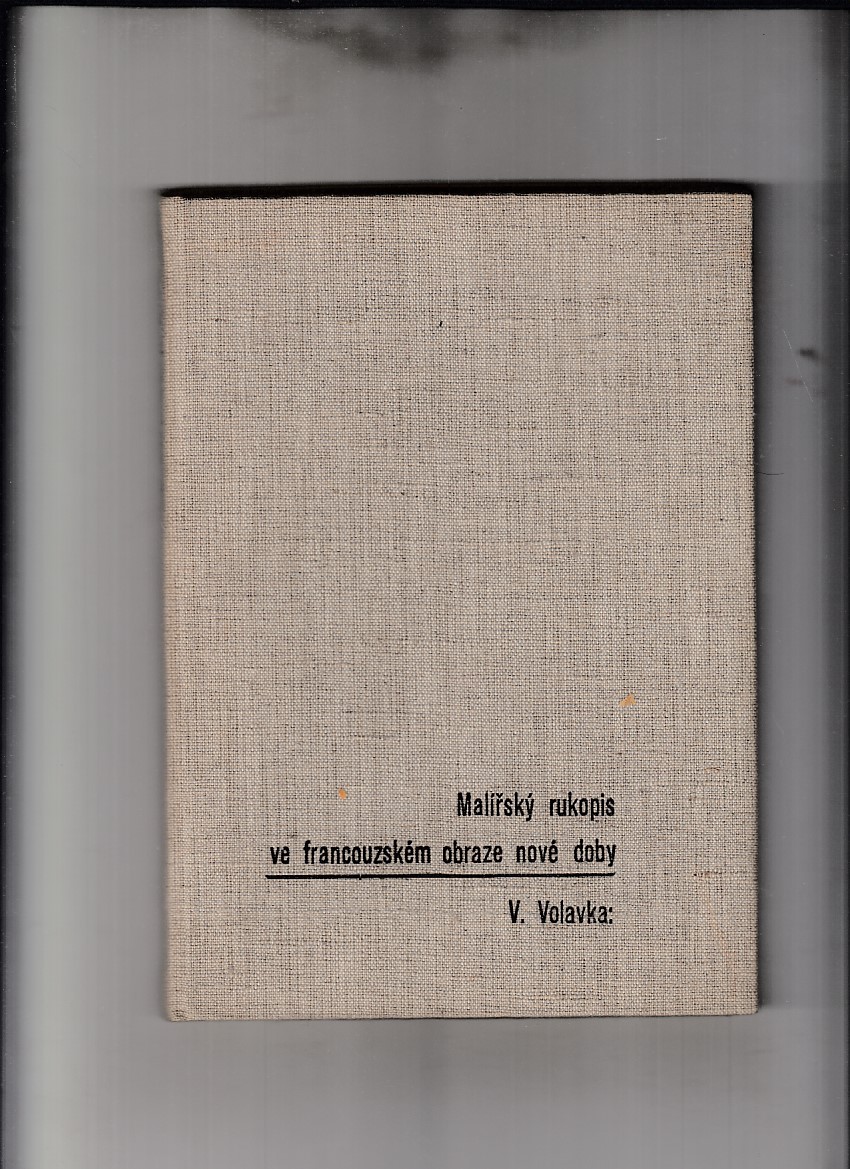 Malířský rukopis
ve francouzském obraze nové doby
V. Volavka: